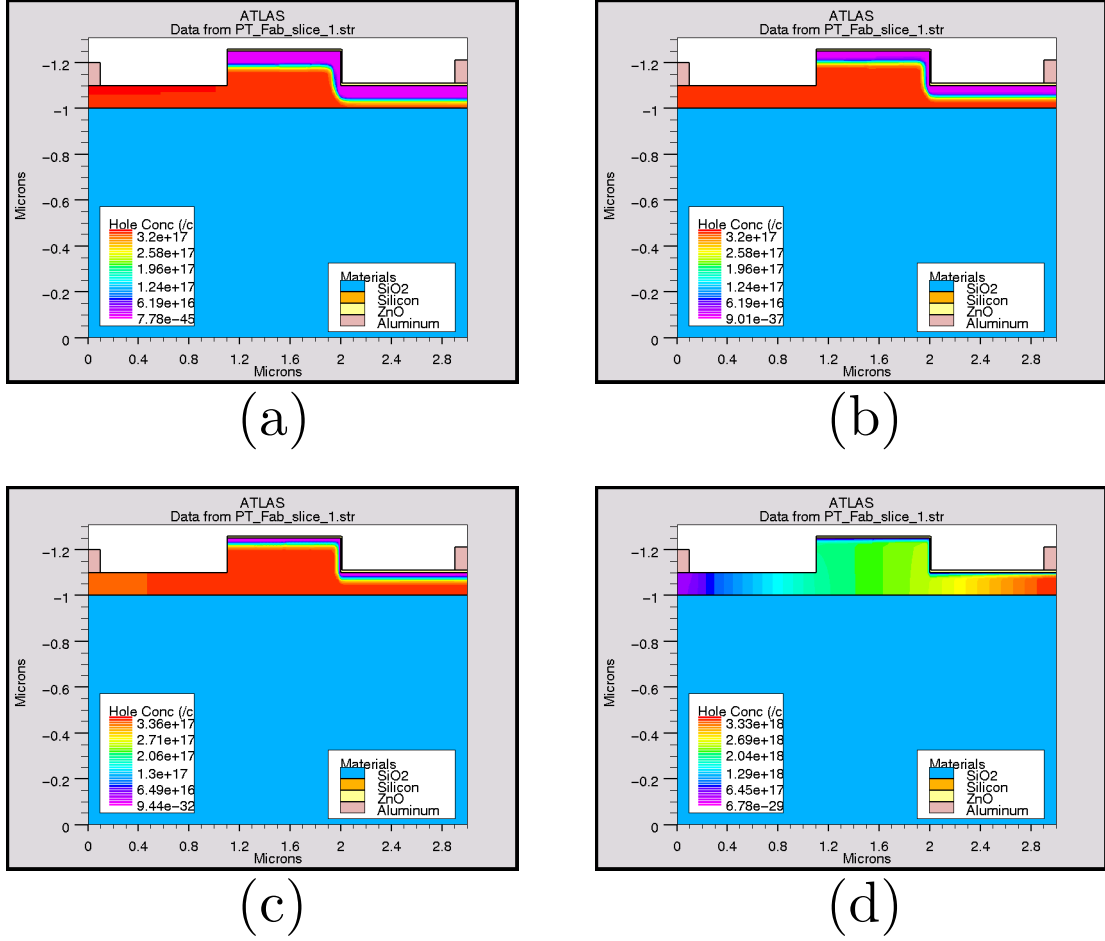 ATLAS
Data from PT_Fab_slice_1.str
−1.2
−1
−0.8
−0.6
−0.4
−0.2
0
Microns
Hole Conc (/c
3.2e+17
2.58e+17
1.96e+17
1.24e+17
6.19e+16
7.78e−45
Materials
SiO2
Silicon
ZnO
Aluminum
0 0.4 0.8 1.2 1.6 2 2.4 2.8
Microns
(a)
ATLAS
Data from PT_Fab_slice_1.str
−1.2
−1
−0.8
−0.6
−0.4
−0.2
0
Microns
Hole Conc (/c
3.2e+17
2.58e+17
1.96e+17
1.24e+17
6.19e+16
9.01e−37
Materials
SiO2
Silicon
ZnO
Aluminum
0 0.4 0.8 1.2 1.6 2 2.4 2.8
Microns
(b)
ATLAS
Data from PT_Fab_slice_1.str
−1.2
−1
−0.8
−0.6
−0.4
−0.2
0
Microns
Hole Conc (/c
3.36e+17
2.71e+17
2.06e+17
1.3e+17
6.49e+16
9.44e−32
Materials
SiO2
Silicon
ZnO
Aluminum
0 0.4 0.8 1.2 1.6 2 2.4 2.8
Microns
(c)
ATLAS
Data from PT_Fab_slice_1.str
−1.2
−1
−0.8
−0.6
−0.4
−0.2
0
Microns
Hole Conc (/c
3.33e+18
2.69e+18
2.04e+18
1.29e+18
6.45e+17
6.78e−29
Materials
SiO2
Silicon
ZnO
Aluminum
0 0.4 0.8 1.2 1.6 2 2.4 2.8
Microns
(d)